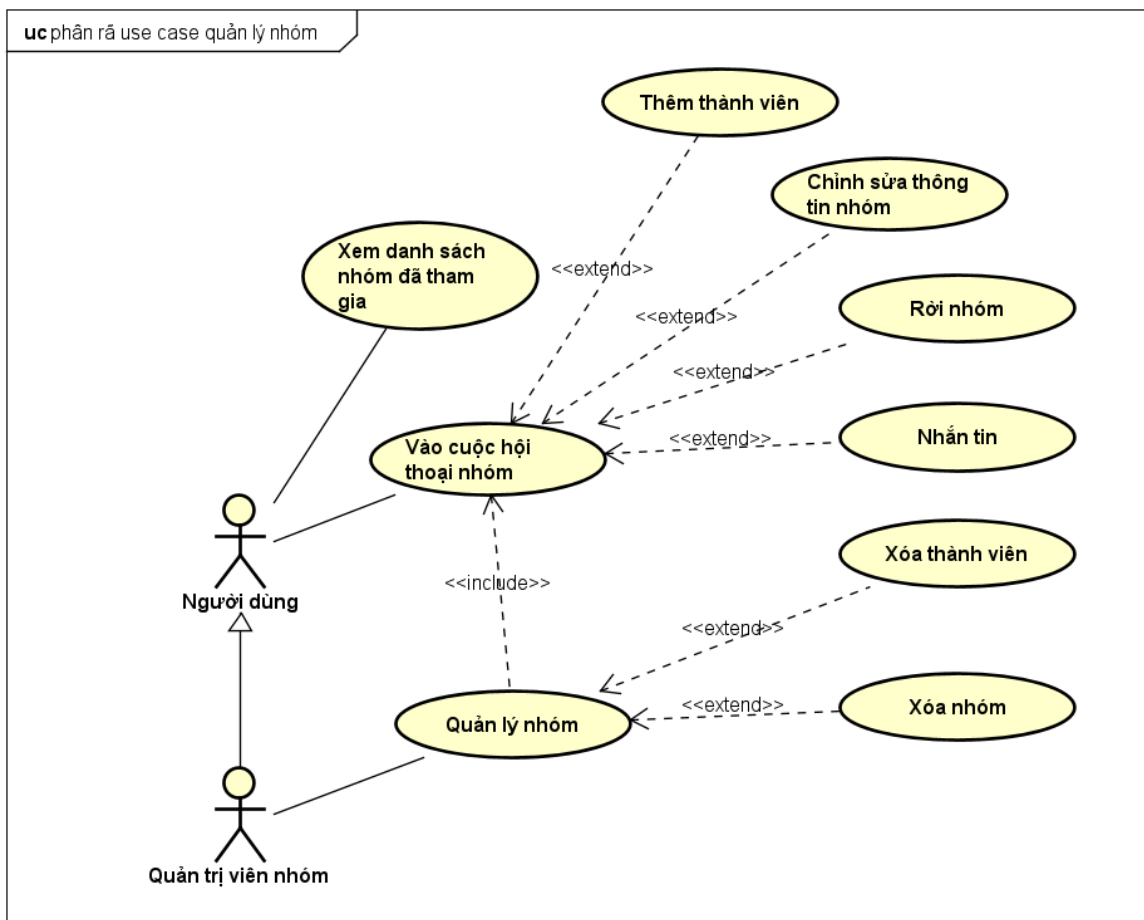 uc phân rã use case quản lý nhóm
Thêm thành viên
Chỉnh sửa thông
tin nhóm
Xem danh sách
nhóm đã tham
gia
<<extend>>
<<extend>>
Rời nhóm
<<extend>>
Vào cuộc hội
thoại nhóm
<<extend>>
Nhắn tin
<<include>>
Xóa thành viên
Người dùng
<<extend>>
Quản lý nhóm
<<extend>>
Xóa nhóm
Quản trị viên nhóm